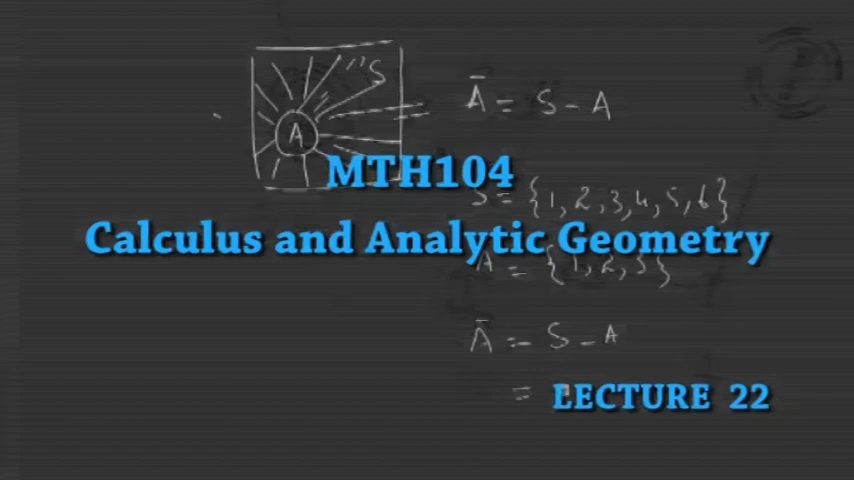 S
A
Ā = S - A
MTH104
S = {1, 2, 3, 4, 5, 6}
Calculus and Analytic Geometry
A = {1, 2, 3}
Ā = S - A
=
LECTURE 22